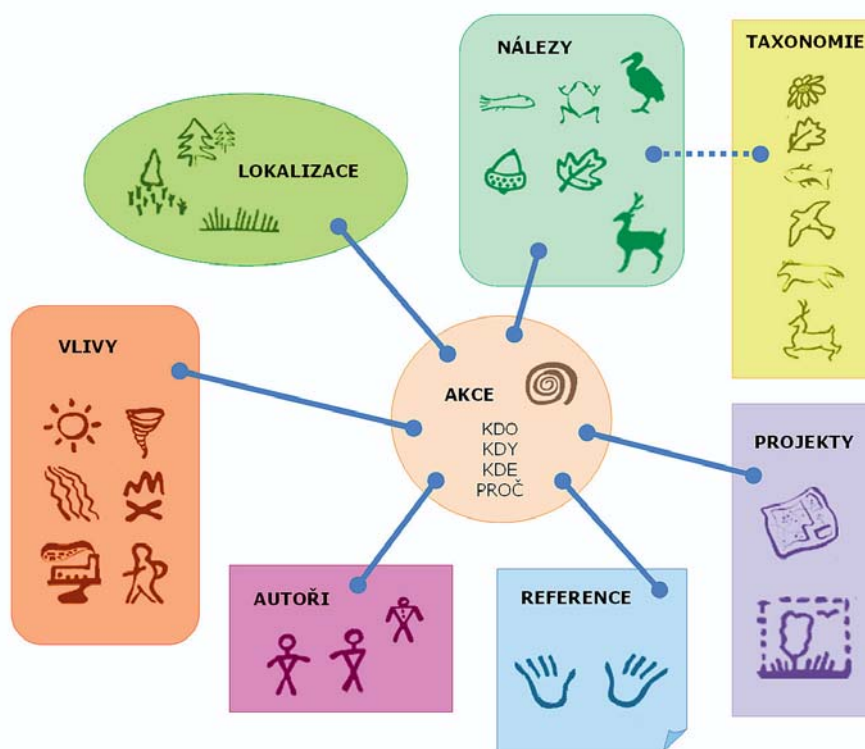 NÁLEZY
TAXONOMIE
LOKALIZACE
VLIVY
AKCE
KDO
KDY
KDE
PROČ
PROJEKTY
AUTOŘI
REFERENCE